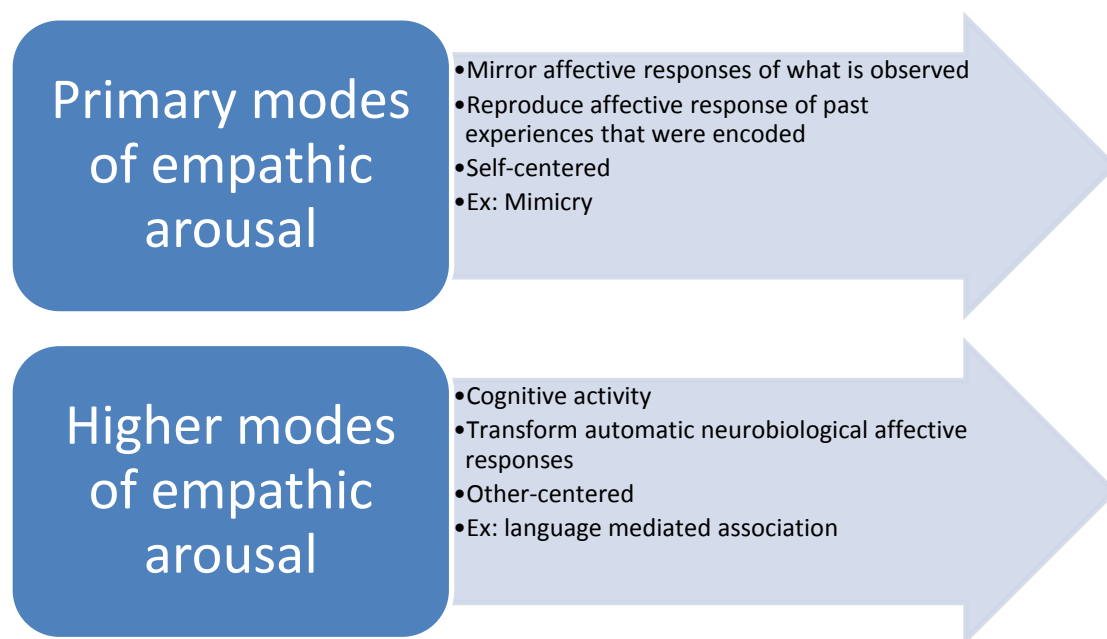 Primary modes
of empathic
arousal
•Mirror affective responses of what is observed
•Reproduce affective response of past
experiences that were encoded
•Self-centered
•Ex: Mimicry
Higher modes
of empathic
arousal
•Cognitive activity
•Transform automatic neurobiological affective
responses
•Other-centered
•Ex: language mediated association